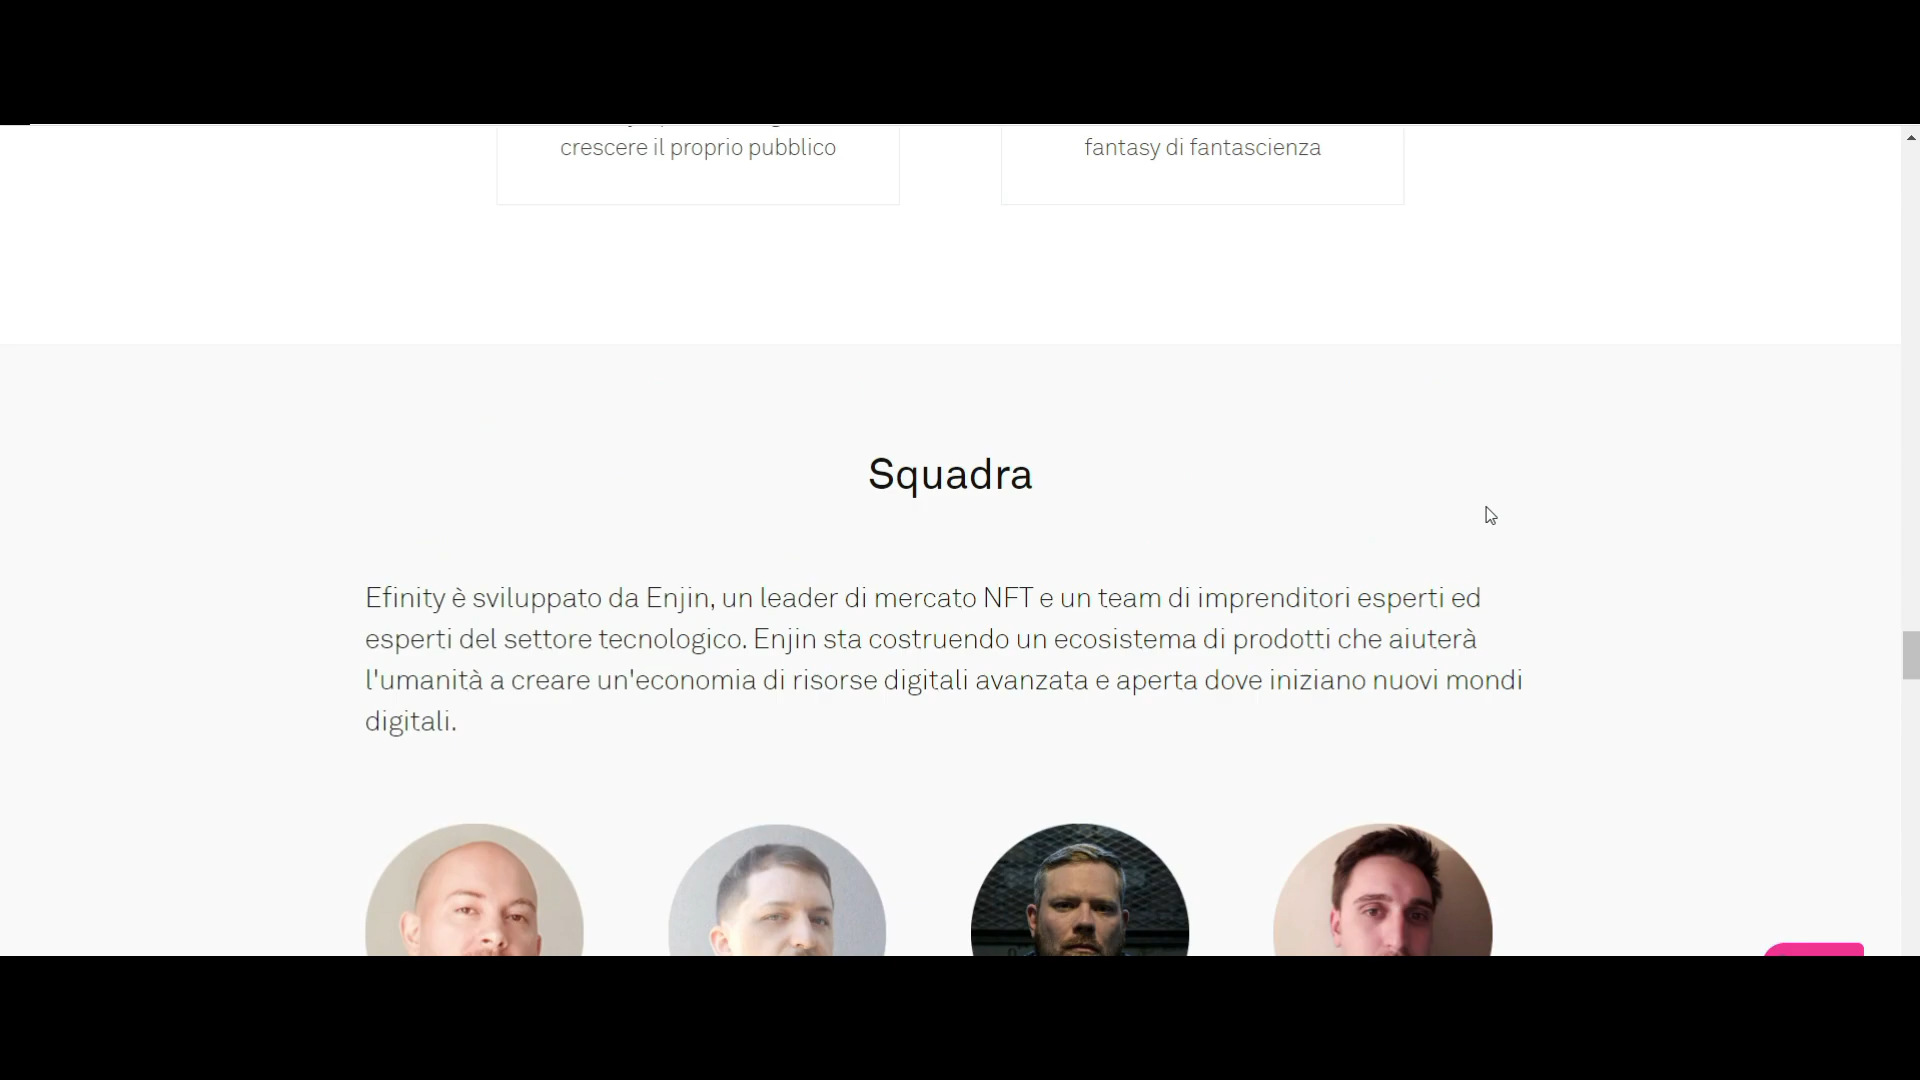 crescere il proprio pubblico
fantasy di fantascienza
Squadra
Efinity è sviluppato da Enjin, un leader di mercato NFT e un team di imprenditori esperti ed
esperti del settore tecnologico. Enjin sta costruendo un ecosistema di prodotti che aiuterà
l'umanità a creare un'economia di risorse digitali avanzata e aperta dove iniziano nuovi mondi
digitali.